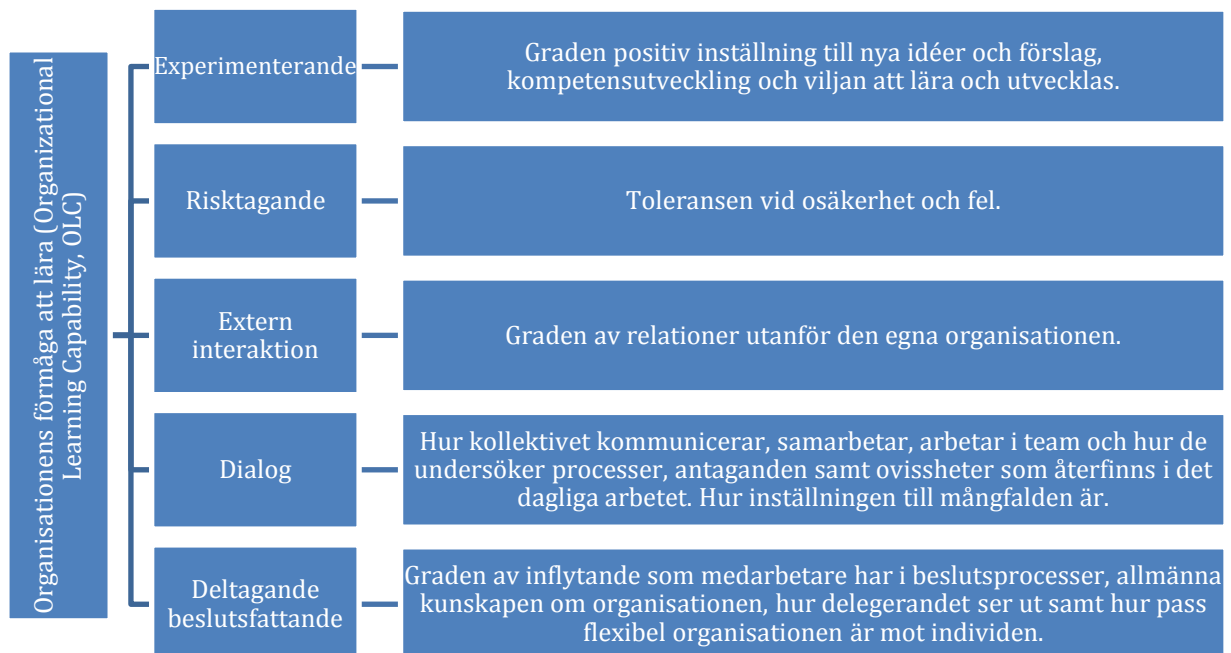 Organisationens förmåga att lära (Organizational
Learning Capability, OLC)
Experimenterande
Graden positiv inställning till nya idéer och förslag,
kompetensutveckling och viljan att lära och utvecklas.
Risktagande
Toleransen vid osäkerhet och fel.
Extern
interaktion
Graden av relationer utanför den egna organisationen.
Dialog
Hur kollektivet kommunicerar, samarbetar, arbetar i team och hur de
undersöker processer, antaganden samt ovissheter som återfinns i det
dagliga arbetet. Hur inställningen till mångfalden är.
Deltagande
beslutsfattande
Graden av inflytande som medarbetare har i beslutsprocesser, allmänna
kunskapen om organisationen, hur delegerandet ser ut samt hur pass
flexibel organisationen är mot individen.